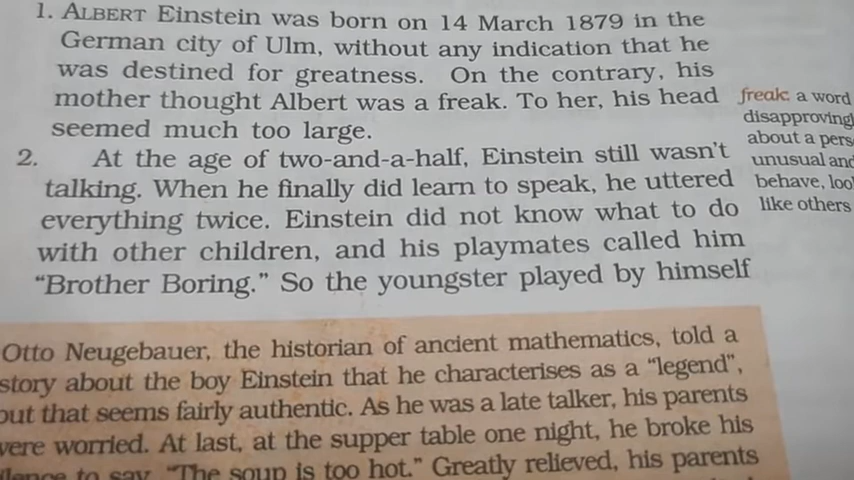 1. ALBERT Einstein was born on 14 March 1879 in the
German city of Ulm, without any indication that he
was destined for greatness. On the contrary, his
mother thought Albert was a freak. To her, his head
seemed much too large.
freak: a word
disapprovingl
about a pers
unusual and
behave, loo
like others
2. At the age of two-and-a-half, Einstein still wasn't
talking. When he finally did learn to speak, he uttered
everything twice. Einstein did not know what to do
with other children, and his playmates called him
“Brother Boring.” So the youngster played by himself
Otto Neugebauer, the historian of ancient mathematics, told a
story about the boy Einstein that he characterises as a “legend”,
but that seems fairly authentic. As he was a late talker, his parents
were worried. At last, at the supper table one night, he broke his
to say, “The soup is too hot.” Greatly relieved, his parents